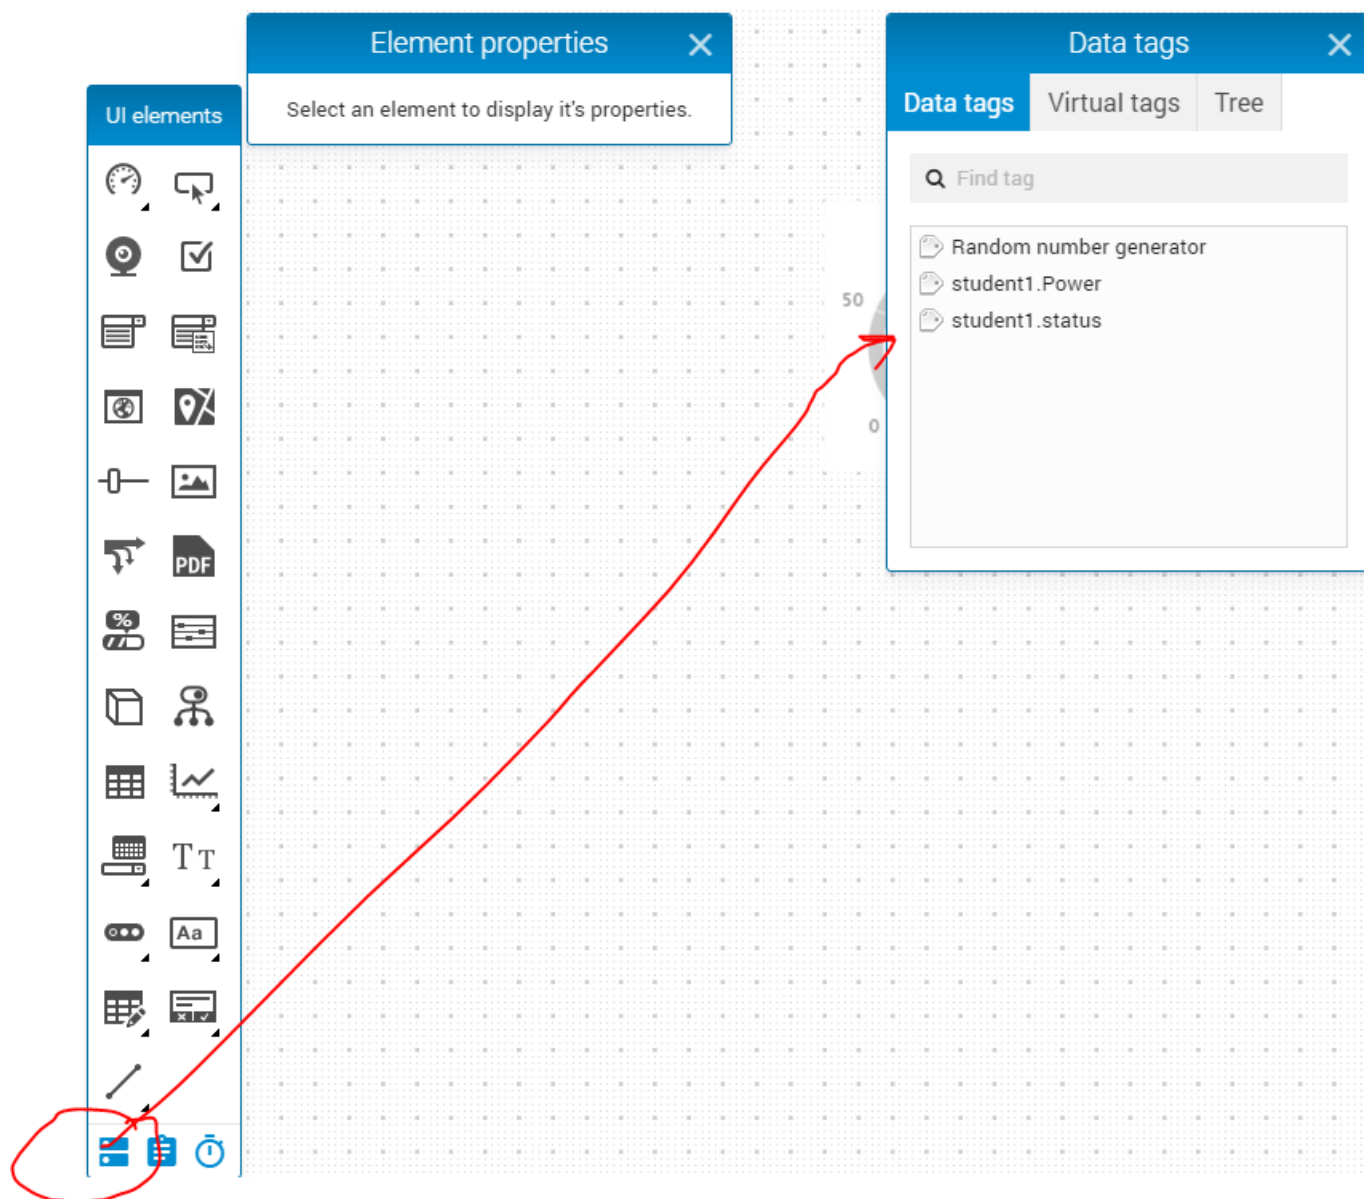 Element properties
Select an element to display it's properties.
UI elements
%
PDF
TT
Aa
50
0
Data tags
Data tags Virtual tags Tree
Find tag
Random number generator
student1.Power
student1.status